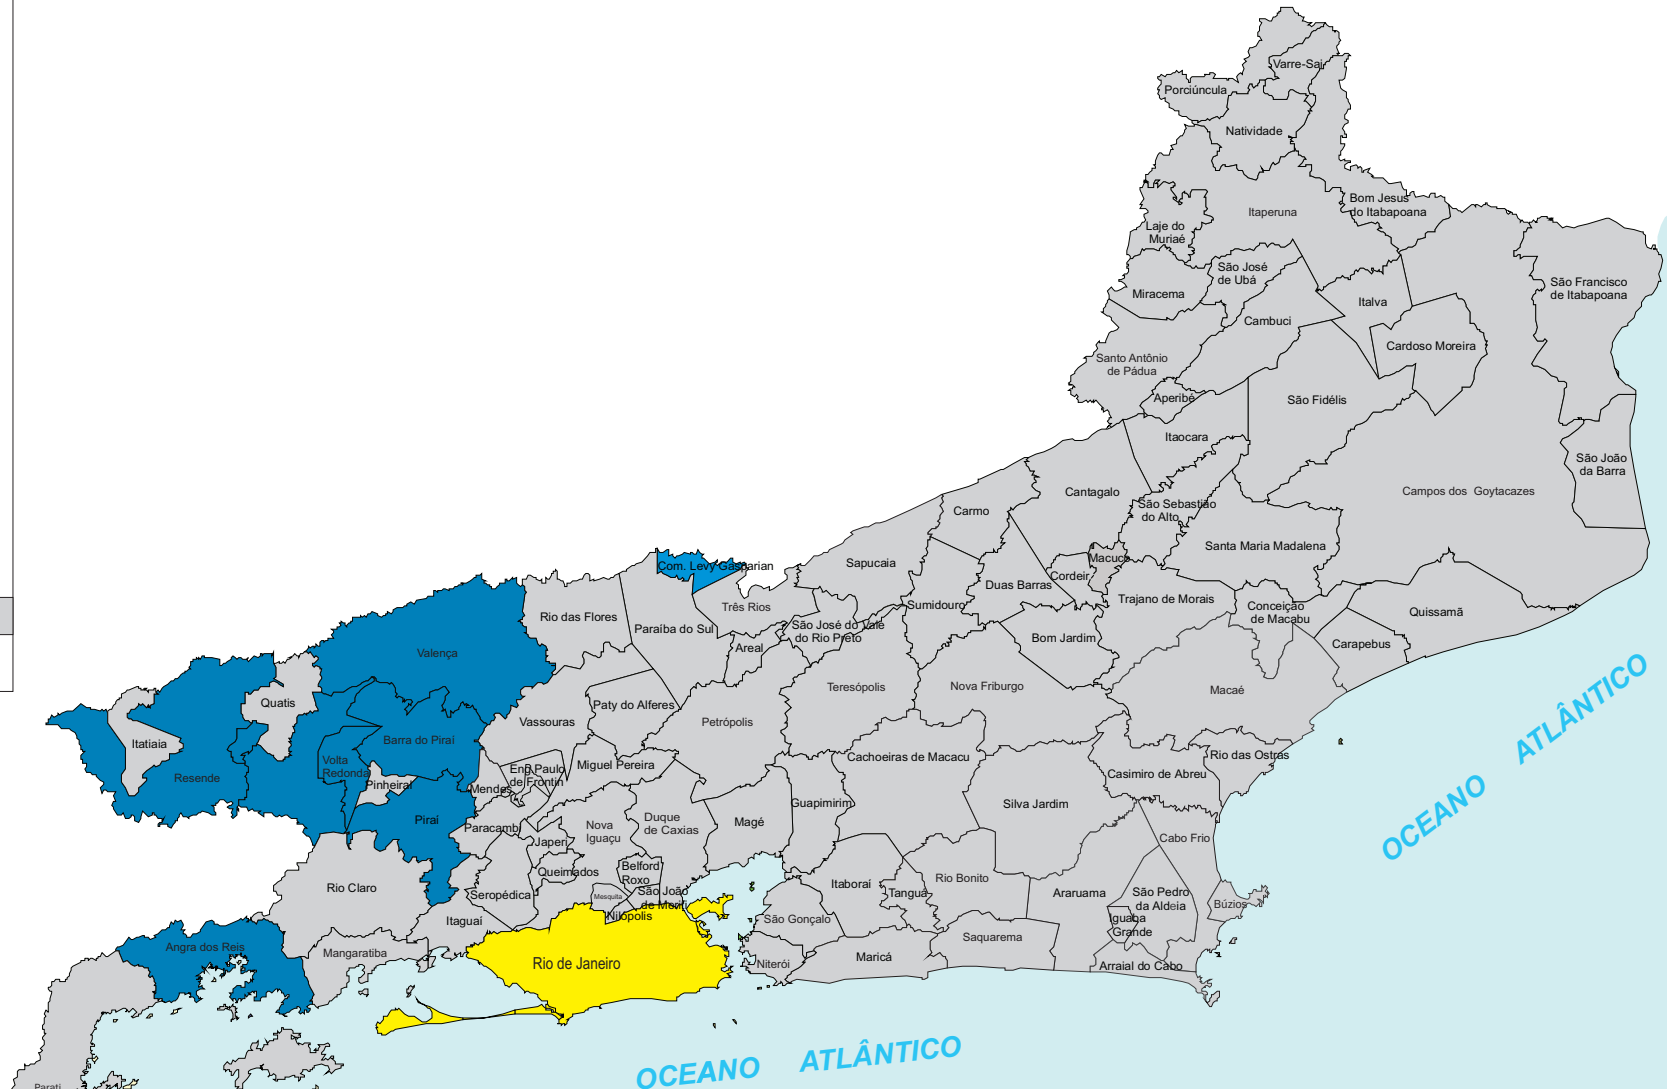 Varre-Sai
Porciúncula
Natividade
Bom Jesus
do Itabapoana
Itaperuna
Laje do
Muriaé
São José
de Ubá
São Francisco
de Itabapoana
Miracema
Italva
Cambuci
Cardoso Moreira
Santo Antônio
de Pádua
Aperibé
São Fidélis
Itaocara
São João
da Barra
Cantagalo
Campos dos Goytacazes
São Sebastião
do Alto
Carmo
Santa Maria Madalena
Macuco
Sapucaia
Com. Levy Gasparian
Cordeir
Duas Barras
Trajano de Morais
Conceição
de Macabu
Quissamã
Três Rios
Sumidouro
Rio das Flores
Paraíba do Sul
São José do Vale
do Rio Preto
Bom Jardim
Carapebus
Areal
Valença
Teresópolis
Nova Friburgo
Macaé
Quatis
Paty do Alferes
Vassouras
Petrópolis
Itatiaia
Barra do Piraí
Cachoeiras de Macacu
Rio das Ostras
Volta
Redonda
Miguel Pereira
Eng Paulo
de Frontin
Casimiro de Abreu
Resende
Pinheiral
Mendes
Guapimirim
Silva Jardim
Piraí
Paracambi
Nova
Iguaçu
Duque
de Caxias
Magé
Cabo Frio
Japeri
Queimados
Belford
Roxo
Rio Claro
Seropédica
Mesquita
São João
de Meriti
Itaboraí
Tanguá
Rio Bonito
Araruama
São Pedro
da Aldeia
Búzios
Itaguaí
Nilópolis
São Gonçalo
Iguaba
Grande
Angra dos Reis
Mangaratiba
Rio de Janeiro
Niterói
Maricá
Saquarema
Arraial do Cabo
Parati
OCEANO ATLÂNTICO
OCEANO ATLÂNTICO